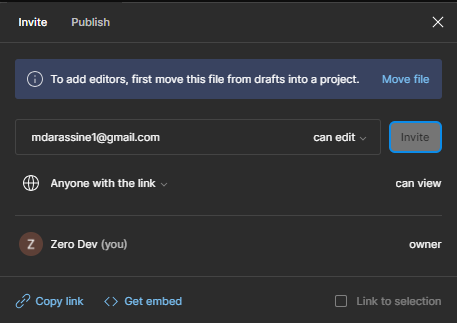 Invite Publish
To add editors, first move this file from drafts into a project. Move file
mdarassine1@gmail.com can edit Invite
Anyone with the link can view
Z Zero Dev (you) owner
Copy link Get embed Link to selection